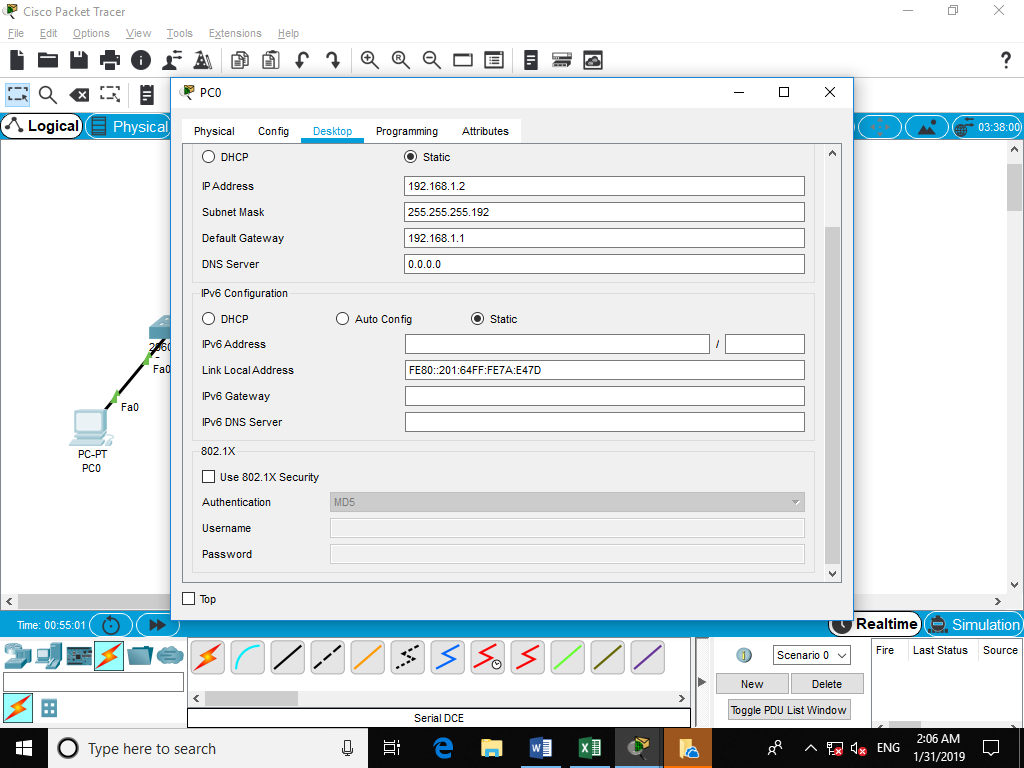 Cisco Packet Tracer
File Edit Options View Tools Extensions Help
?
PC0
Logical
Physical
03:38:00
Physical Config Desktop Programming Attributes
DHCP Static
IP Address 192.168.1.2
Subnet Mask 255.255.255.192
Default Gateway 192.168.1.1
DNS Server 0.0.0.0
IPv6 Configuration
DHCP Auto Config Static
IPv6 Address /
Link Local Address FE80::201:64FF:FE7A:E47D
IPv6 Gateway
IPv6 DNS Server
802.1X
Use 802.1X Security
Authentication MD5
Username
Password
Top
Fa0
Fa0
PC-PT
PC0
Time: 00:55:01
Realtime
Simulation
Scenario 0
Fire Last Status Source
New Delete
Toggle PDU List Window
Serial DCE
Type here to search
ENG
2:06 AM
1/31/2019